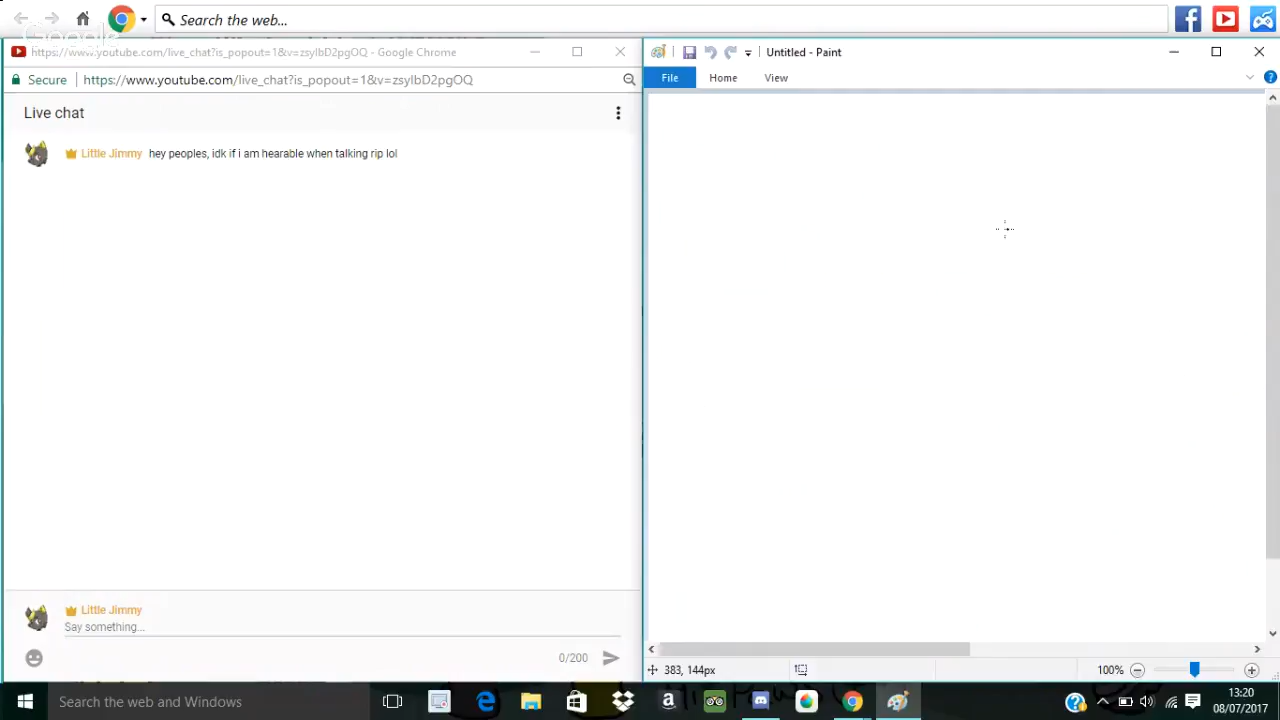 Search the web...
Google
https://www.youtube.com/live_chat?is_popout=1&v=zsylbD2pgOQ - Google Chrome
Untitled - Paint
Secure
https://www.youtube.com/live_chat?is_popout=1&v=zsylbD2pgOQ
File
Home
View
Live chat
Little Jimmy hey peoples, idk if i am hearable when talking rip lol
Little Jimmy
Say something...
0/200
383, 144px
100%
Search the web and Windows
13:20
08/07/2017